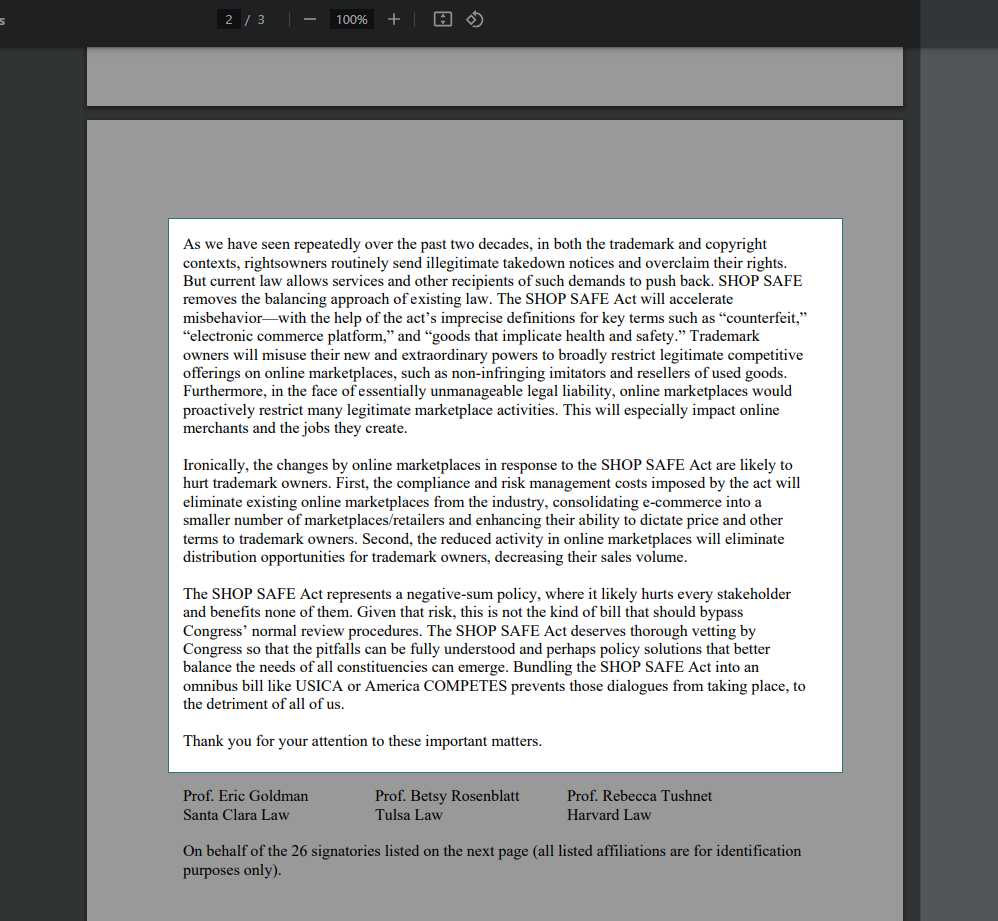 s
2 / 3
100%
As we have seen repeatedly over the past two decades, in both the trademark and copyright
contexts, rightsowners routinely send illegitimate takedown notices and overclaim their rights.
But current law allows services and other recipients of such demands to push back. SHOP SAFE
removes the balancing approach of existing law. The SHOP SAFE Act will accelerate
misbehavior—with the help of the act’s imprecise definitions for key terms such as “counterfeit,”
“electronic commerce platform,” and “goods that implicate health and safety.” Trademark
owners will misuse their new and extraordinary powers to broadly restrict legitimate competitive
offerings on online marketplaces, such as non-infringing imitators and resellers of used goods.
Furthermore, in the face of essentially unmanageable legal liability, online marketplaces would
proactively restrict many legitimate marketplace activities. This will especially impact online
merchants and the jobs they create.
Ironically, the changes by online marketplaces in response to the SHOP SAFE Act are likely to
hurt trademark owners. First, the compliance and risk management costs imposed by the act will
eliminate existing online marketplaces from the industry, consolidating e-commerce into a
smaller number of marketplaces/retailers and enhancing their ability to dictate price and other
terms to trademark owners. Second, the reduced activity in online marketplaces will eliminate
distribution opportunities for trademark owners, decreasing their sales volume.
The SHOP SAFE Act represents a negative-sum policy, where it likely hurts every stakeholder
and benefits none of them. Given that risk, this is not the kind of bill that should bypass
Congress’ normal review procedures. The SHOP SAFE Act deserves thorough vetting by
Congress so that the pitfalls can be fully understood and perhaps policy solutions that better
balance the needs of all constituencies can emerge. Bundling the SHOP SAFE Act into an
omnibus bill like USICA or America COMPETES prevents those dialogues from taking place, to
the detriment of all of us.
Thank you for your attention to these important matters.
Prof. Eric Goldman Prof. Betsy Rosenblatt Prof. Rebecca Tushnet
Santa Clara Law Tulsa Law Harvard Law
On behalf of the 26 signatories listed on the next page (all listed affiliations are for identification
purposes only).